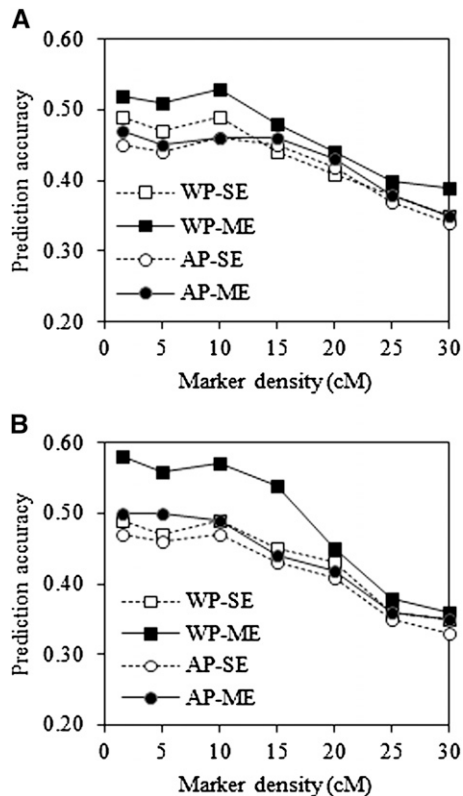 A
0.60
0.50
0.40
0.30
0.20
Prediction accuracy
WP-SE
WP-ME
AP-SE
AP-ME
0 5 10 15 20 25 30
Marker density (cM)
B
0.60
0.50
0.40
0.30
0.20
Prediction accuracy
WP-SE
WP-ME
AP-SE
AP-ME
0 5 10 15 20 25 30
Marker density (cM)